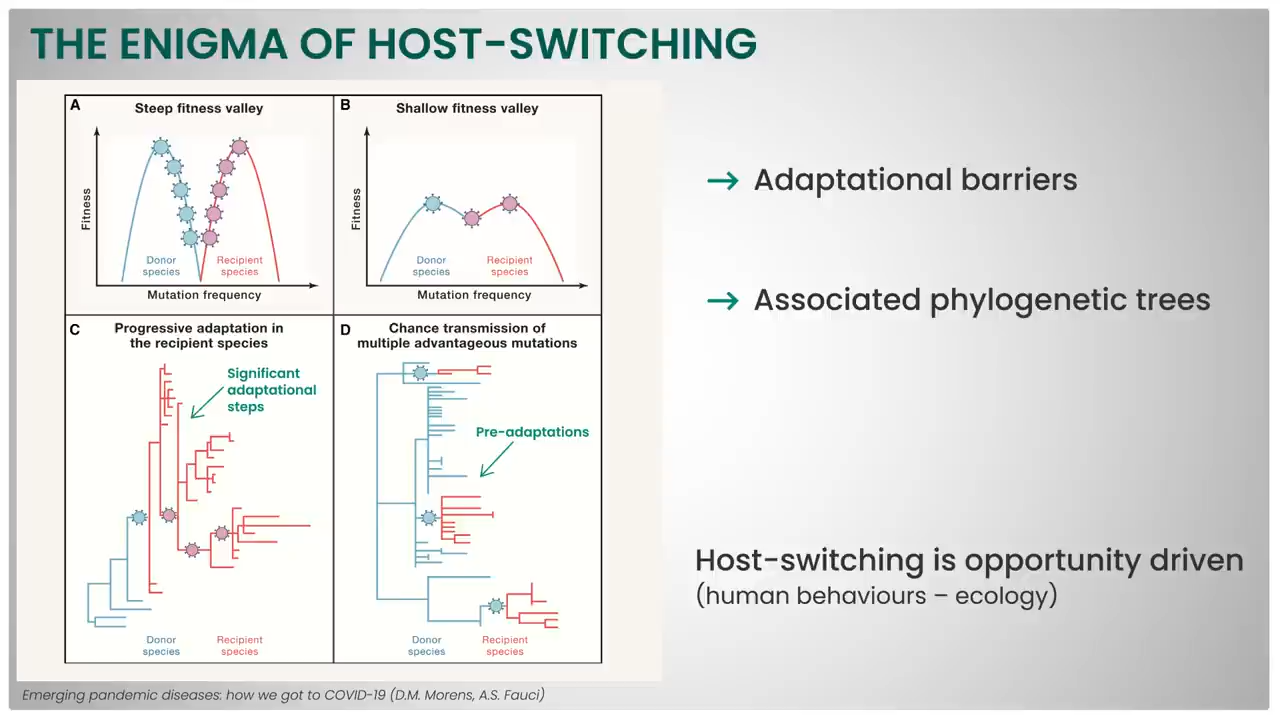 THE ENIGMA OF HOST-SWITCHING
A
Steep fitness valley
Fitness
Donor
species
Recipient
species
Mutation frequency
B
Shallow fitness valley
Fitness
Donor
species
Recipient
species
Mutation frequency
C
Progressive adaptation in
the recipient species
Significant
adaptational
steps
Donor
species
Recipient
species
D
Chance transmission of
multiple advantageous mutations
Pre-adaptations
Donor
species
Recipient
species
→ Adaptational barriers
→ Associated phylogenetic trees
Host-switching is opportunity driven
(human behaviours – ecology)
Emerging pandemic diseases: how we got to COVID-19 (D.M. Morens, A.S. Fauci)